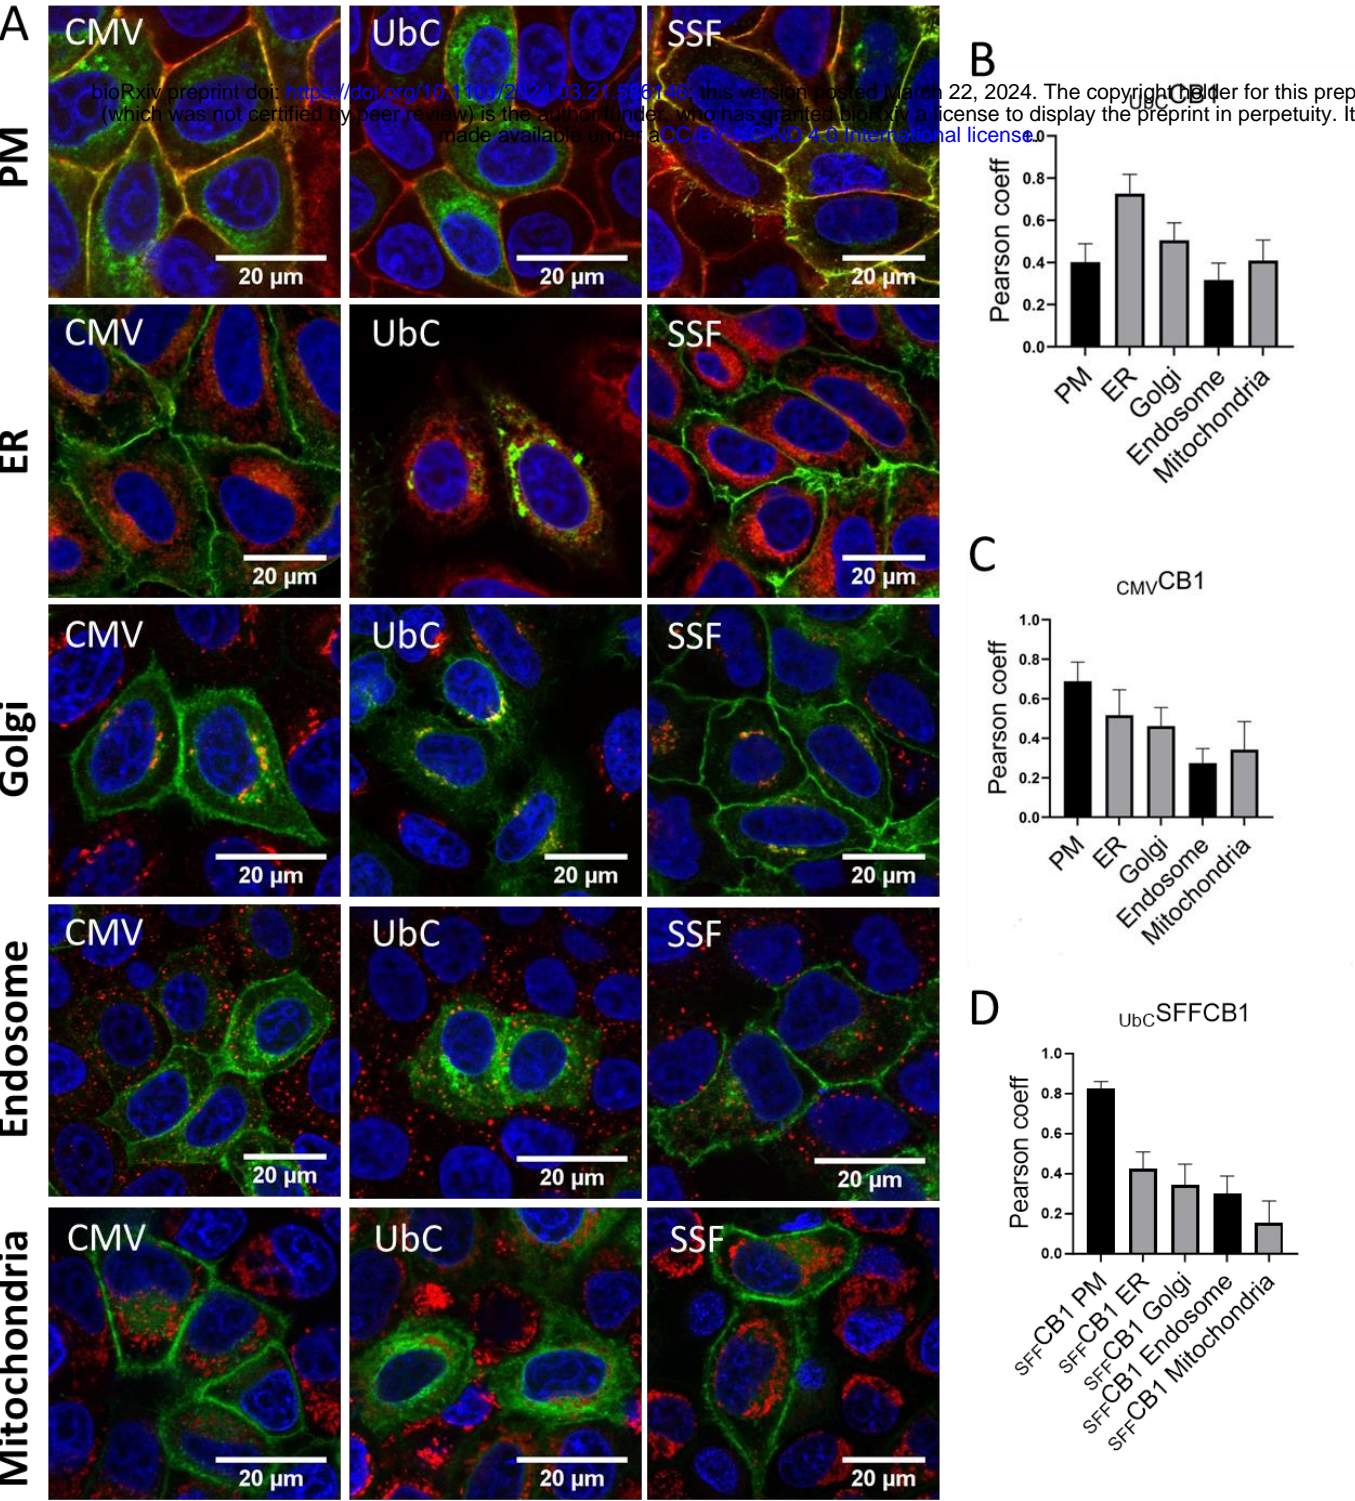 A
CMV
UbC
SSF
B
bioRxiv preprint doi: https://doi.org/10.1101/2024.03.21.586146; this version posted March 22, 2024. The copyright holder for this prep
(which was not certified by peer review) is the author/funder, who has granted bioRxiv a license to display the preprint in perpetuity. It
made available under aCC-BY-NC-ND 4.0 International license.
UbCCB1
PM
20 µm
20 µm
20 µm
Pearson coeff
1.0
0.8
0.6
0.4
0.2
0.0
PM
ER
Golgi
Endosome
Mitochondria
ER
CMV
UbC
SSF
20 µm
20 µm
20 µm
C
CMVCB1
Pearson coeff
1.0
0.8
0.6
0.4
0.2
0.0
PM
ER
Golgi
Endosome
Mitochondria
Golgi
CMV
UbC
SSF
20 µm
20 µm
20 µm
Endosome
CMV
UbC
SSF
20 µm
20 µm
20 µm
D
UbCSFFCB1
Pearson coeff
1.0
0.8
0.6
0.4
0.2
0.0
SFFCB1 PM
SFFCB1 ER
SFFCB1 Golgi
SFFCB1 Endosome
SFFCB1 Mitochondria
Mitochondria
CMV
UbC
SSF
20 µm
20 µm
20 µm